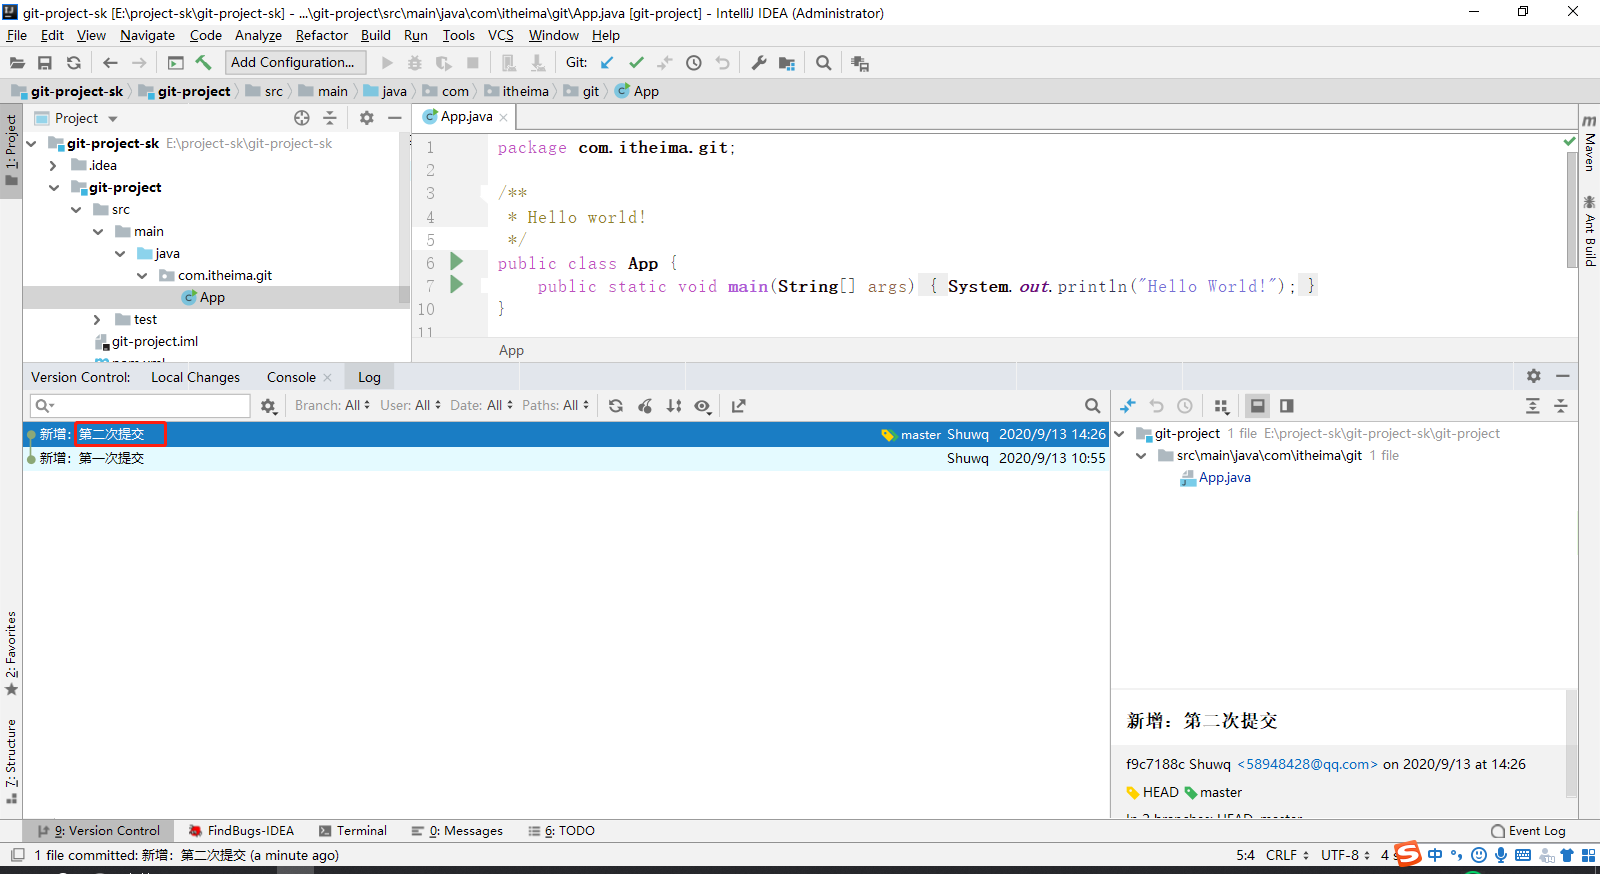 git-project-sk [E:\project-sk\git-project-sk] - ...\git-project\src\main\java\com\itheima\git\App.java [git-project] - IntelliJ IDEA (Administrator)
File Edit View Navigate Code Analyze Refactor Build Run Tools VCS Window Help
Add Configuration... Git:
git-project-sk git-project src main java com itheima git App
1: Project
Project
git-project-sk E:\project-sk\git-project-sk
.idea
git-project
src
main
java
com.itheima.git
App
test
git-project.iml
App.java
1 package com.itheima.git;
2
3 /**
4 * Hello world!
5 */
6 public class App {
7 public static void main(String[] args) { System.out.println("Hello World!"); }
10 }
11
App
Maven
Ant Build
Version Control: Local Changes Console Log
Branch: All User: All Date: All Paths: All
新增：第二次提交 master Shuwq 2020/9/13 14:26
新增：第一次提交 Shuwq 2020/9/13 10:55
git-project 1 file E:\project-sk\git-project-sk\git-project
src\main\java\com\itheima\git 1 file
App.java
新增：第二次提交
f9c7188c Shuwq <58948428@qq.com> on 2020/9/13 at 14:26
HEAD master
In 2 branches: HEAD, master
2: Favorites
7: Structure
9: Version Control FindBugs-IDEA Terminal 0: Messages 6: TODO Event Log
1 file committed: 新增：第二次提交 (a minute ago) 5:4 CRLF UTF-8 4 s 中